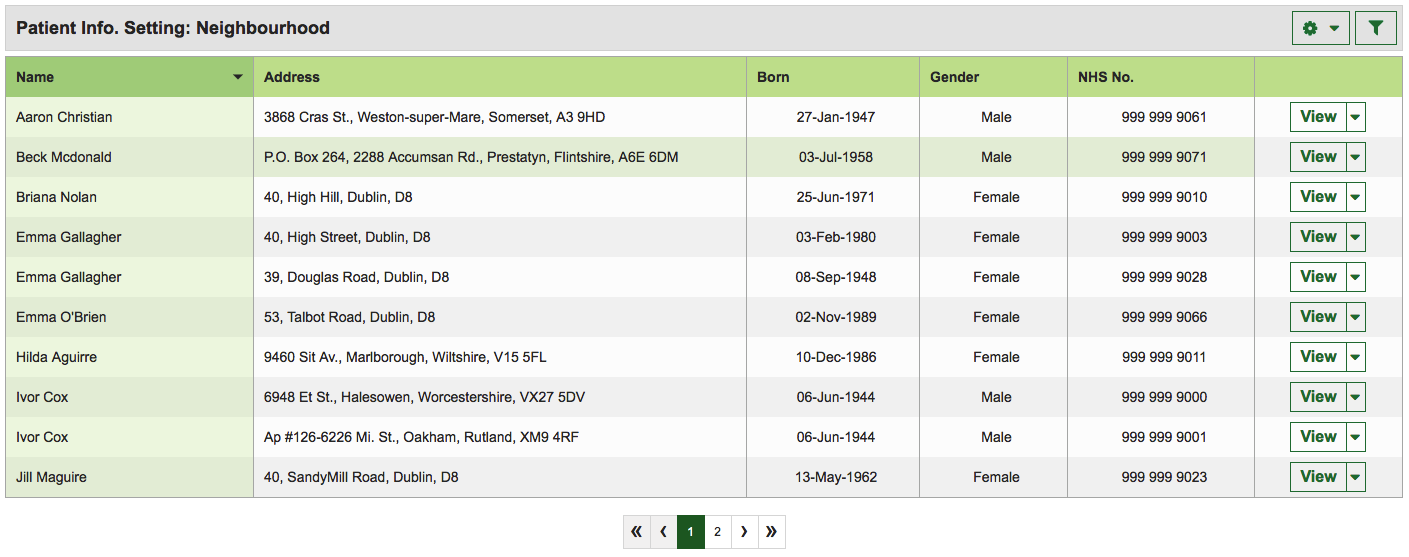 Patient Info. Setting: Neighbourhood
Name Address Born Gender NHS No.
Aaron Christian 3868 Cras St., Weston-super-Mare, Somerset, A3 9HD 27-Jan-1947 Male 999 999 9061 View
Beck Mcdonald P.O. Box 264, 2288 Accumsan Rd., Prestatyn, Flintshire, A6E 6DM 03-Jul-1958 Male 999 999 9071 View
Briana Nolan 40, High Hill, Dublin, D8 25-Jun-1971 Female 999 999 9010 View
Emma Gallagher 40, High Street, Dublin, D8 03-Feb-1980 Female 999 999 9003 View
Emma Gallagher 39, Douglas Road, Dublin, D8 08-Sep-1948 Female 999 999 9028 View
Emma O'Brien 53, Talbot Road, Dublin, D8 02-Nov-1989 Female 999 999 9066 View
Hilda Aguirre 9460 Sit Av., Marlborough, Wiltshire, V15 5FL 10-Dec-1986 Female 999 999 9011 View
Ivor Cox 6948 Et St., Halesowen, Worcestershire, VX27 5DV 06-Jun-1944 Male 999 999 9000 View
Ivor Cox Ap #126-6226 Mi. St., Oakham, Rutland, XM9 4RF 06-Jun-1944 Male 999 999 9001 View
Jill Maguire 40, SandyMill Road, Dublin, D8 13-May-1962 Female 999 999 9023 View
« ‹ 1 2 › »